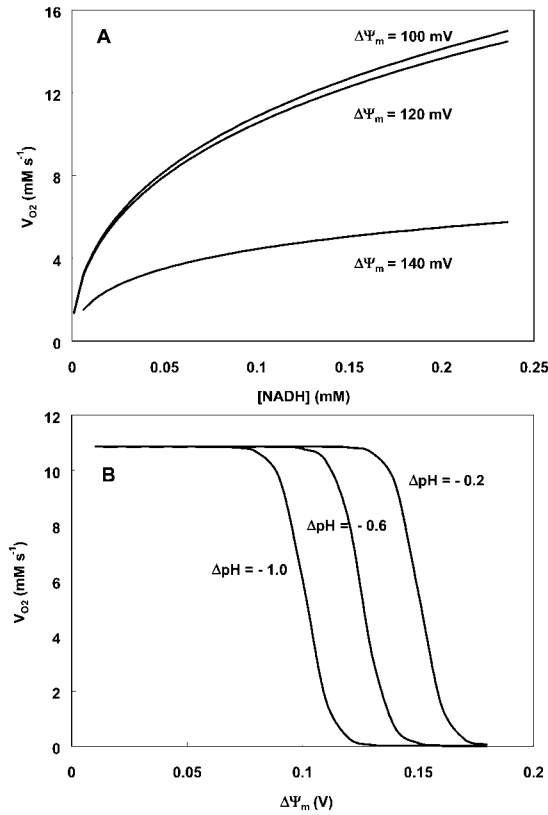 A
ΔΨm = 100 mV
ΔΨm = 120 mV
ΔΨm = 140 mV
VO2 (mM s-1)
16
12
8
4
0
0 0.05 0.1 0.15 0.2 0.25
[NADH] (mM)
B
ΔpH = - 0.2
ΔpH = - 0.6
ΔpH = - 1.0
VO2 (mM s-1)
12
10
8
6
4
2
0
0 0.05 0.1 0.15 0.2
ΔΨm (V)